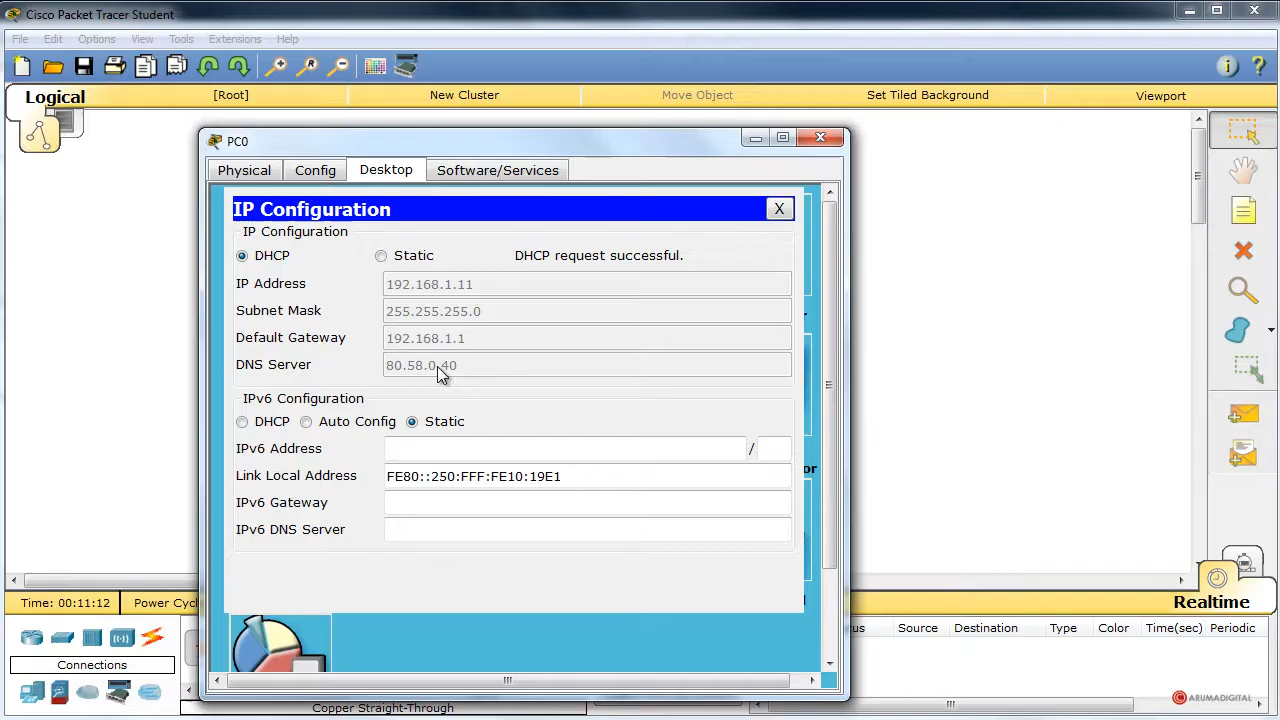 Cisco Packet Tracer Student
File Edit Options View Tools Extensions Help
Logical [Root] New Cluster Move Object Set Tiled Background Viewport
PC0
Physical Config Desktop Software/Services
IP Configuration X
IP Configuration
DHCP Static DHCP request successful.
IP Address 192.168.1.11
Subnet Mask 255.255.255.0
Default Gateway 192.168.1.1
DNS Server 80.58.0.40
IPv6 Configuration
DHCP Auto Config Static
IPv6 Address /
Link Local Address FE80::250:FFF:FE10:19E1
IPv6 Gateway
IPv6 DNS Server
Time: 00:11:12 Power Cyc Realtime
Source Destination Type Color Time(sec) Periodic
Connections
Copper Straight-Through
ARUMADIGITAL